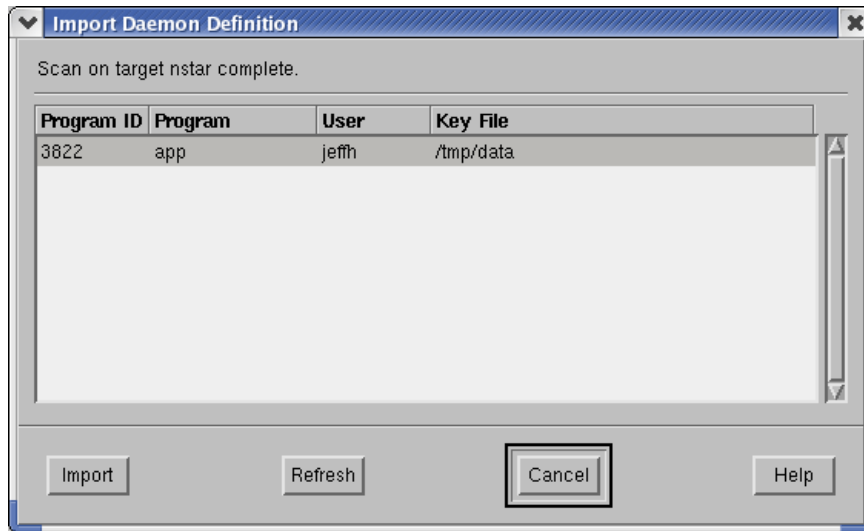 Import Daemon Definition
Scan on target nstar complete.
Program ID Program User Key File
3822 app jeffh /tmp/data
Import Refresh Cancel Help